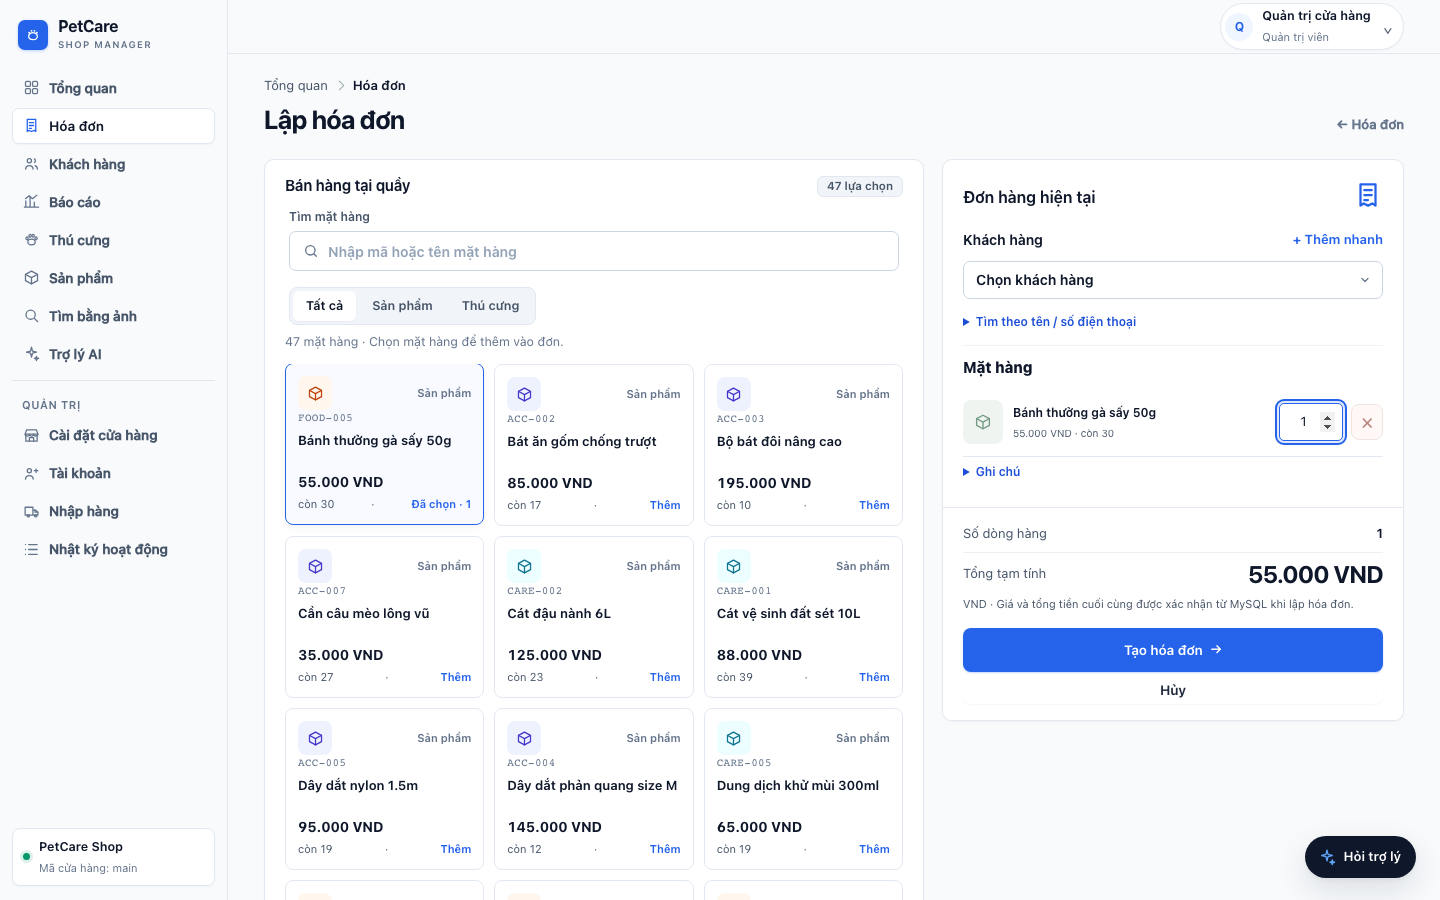 PetCare
SHOP MANAGER
Tổng quan
Hóa đơn
Khách hàng
Báo cáo
Thú cưng
Sản phẩm
Tìm bằng ảnh
Trợ lý AI
QUẢN TRỊ
Cài đặt cửa hàng
Tài khoản
Nhập hàng
Nhật ký hoạt động
PetCare Shop
Mã cửa hàng: main
Q
Quản trị cửa hàng
Quản trị viên
Tổng quan > Hóa đơn
Lập hóa đơn
← Hóa đơn
Bán hàng tại quầy
47 lựa chọn
Tìm mặt hàng
Nhập mã hoặc tên mặt hàng
Tất cả Sản phẩm Thú cưng
47 mặt hàng · Chọn mặt hàng để thêm vào đơn.
Sản phẩm
FOOD-005
Bánh thưởng gà sấy 50g
55.000 VND
còn 30 · Đã chọn · 1
Sản phẩm
ACC-002
Bát ăn gốm chống trượt
85.000 VND
còn 17 · Thêm
Sản phẩm
ACC-003
Bộ bát đôi nâng cao
195.000 VND
còn 10 · Thêm
Sản phẩm
ACC-007
Cần câu mèo lông vũ
35.000 VND
còn 27 · Thêm
Sản phẩm
CARE-002
Cát đậu nành 6L
125.000 VND
còn 23 · Thêm
Sản phẩm
CARE-001
Cát vệ sinh đất sét 10L
88.000 VND
còn 39 · Thêm
Sản phẩm
ACC-005
Dây dắt nylon 1.5m
95.000 VND
còn 19 · Thêm
Sản phẩm
ACC-004
Dây dắt phản quang size M
145.000 VND
còn 12 · Thêm
Sản phẩm
CARE-005
Dung dịch khử mùi 300ml
65.000 VND
còn 19 · Thêm
Đơn hàng hiện tại
Khách hàng
+ Thêm nhanh
Chọn khách hàng
Tìm theo tên / số điện thoại
Mặt hàng
Bánh thưởng gà sấy 50g
55.000 VND · còn 30
1
Ghi chú
Số dòng hàng 1
Tổng tạm tính 55.000 VND
VND · Giá và tổng tiền cuối cùng được xác nhận từ MySQL khi lập hóa đơn.
Tạo hóa đơn →
Hủy
Hỏi trợ lý